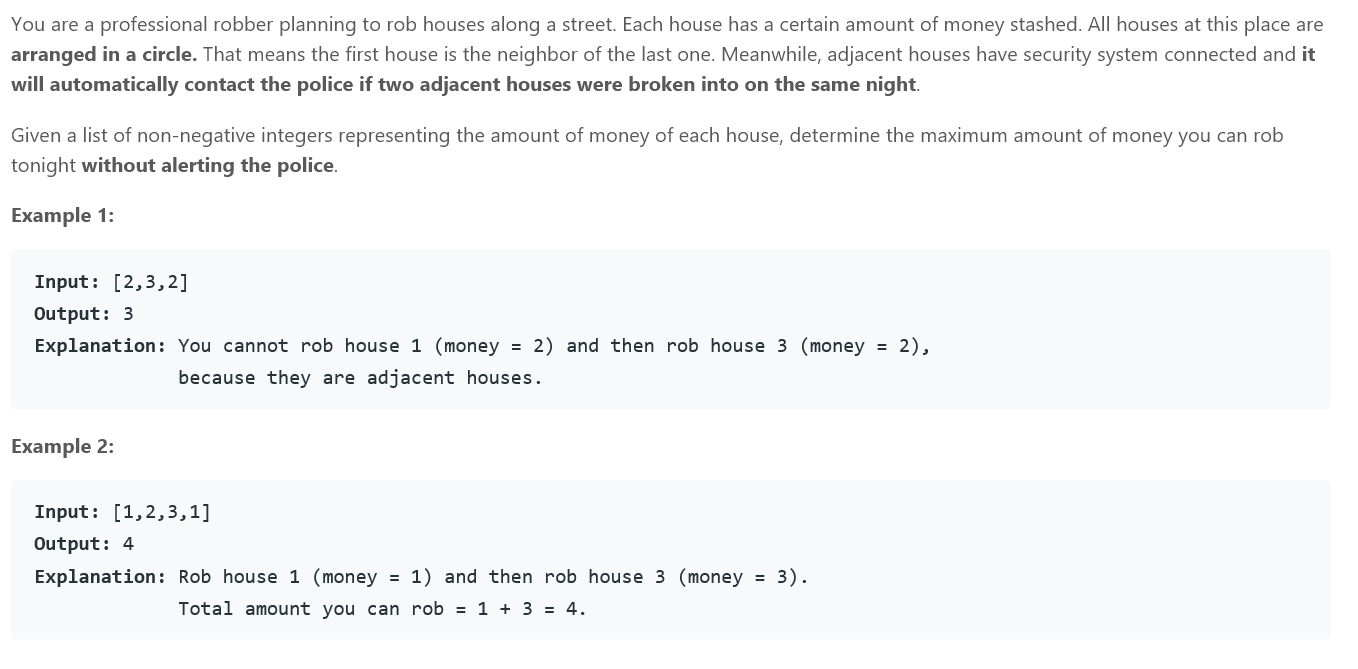 You are a professional robber planning to rob houses along a street. Each house has a certain amount of money stashed. All houses at this place are
arranged in a circle. That means the first house is the neighbor of the last one. Meanwhile, adjacent houses have security system connected and it
will automatically contact the police if two adjacent houses were broken into on the same night.
Given a list of non-negative integers representing the amount of money of each house, determine the maximum amount of money you can rob
tonight without alerting the police.
Example 1:
Input: [2,3,2]
Output: 3
Explanation: You cannot rob house 1 (money = 2) and then rob house 3 (money = 2),
because they are adjacent houses.
Example 2:
Input: [1,2,3,1]
Output: 4
Explanation: Rob house 1 (money = 1) and then rob house 3 (money = 3).
Total amount you can rob = 1 + 3 = 4.